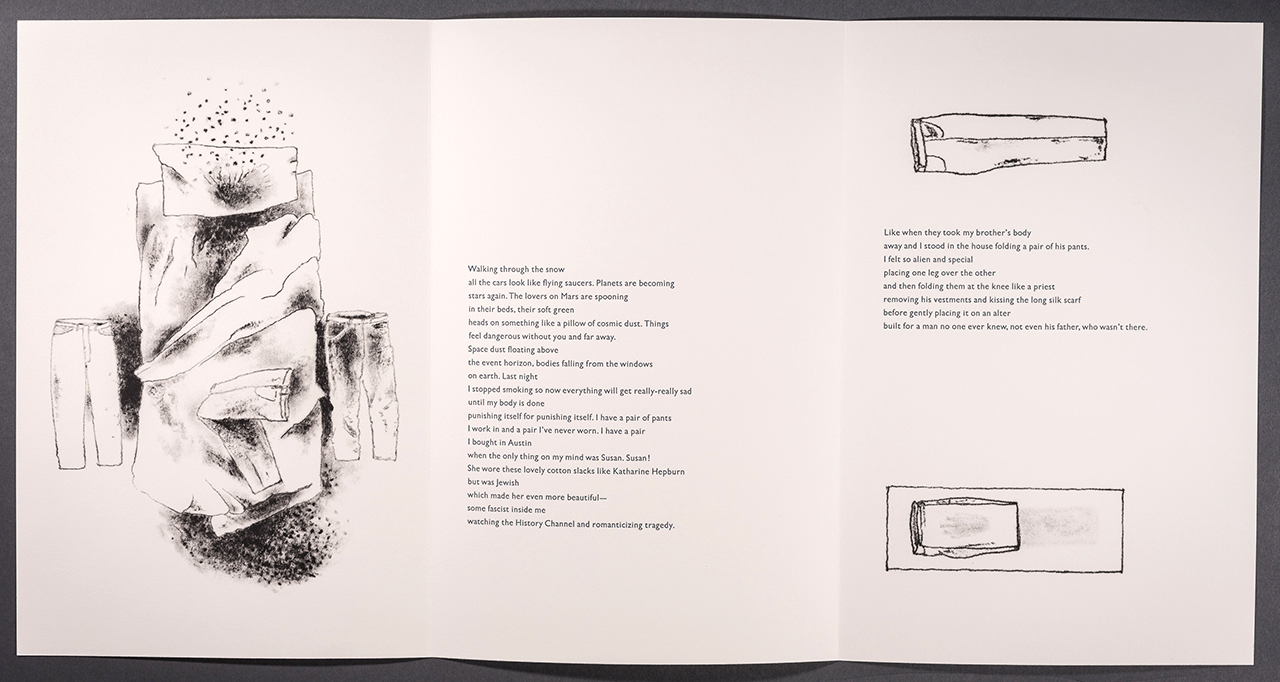 Walking through the snow
all the cars look like flying saucers. Planets are becoming
stars again. The lovers on Mars are spooning
in their beds, their soft green
heads on something like a pillow of cosmic dust. Things
feel dangerous without you and far away.
Space dust floating above
the event horizon, bodies falling from the windows
on earth. Last night
I stopped smoking so now everything will get really-really sad
until my body is done
punishing itself for punishing itself. I have a pair of pants
I work in and a pair I've never worn. I have a pair
I bought in Austin
when the only thing on my mind was Susan. Susan!
She wore these lovely cotton slacks like Katharine Hepburn
but was Jewish
which made her even more beautiful—
some fascist inside me
watching the History Channel and romanticizing tragedy.
Like when they took my brother's body
away and I stood in the house folding a pair of his pants.
I felt so alien and special
placing one leg over the other
and then folding them at the knee like a priest
removing his vestments and kissing the long silk scarf
before gently placing it on an alter
built for a man no one ever knew, not even his father, who wasn't there.